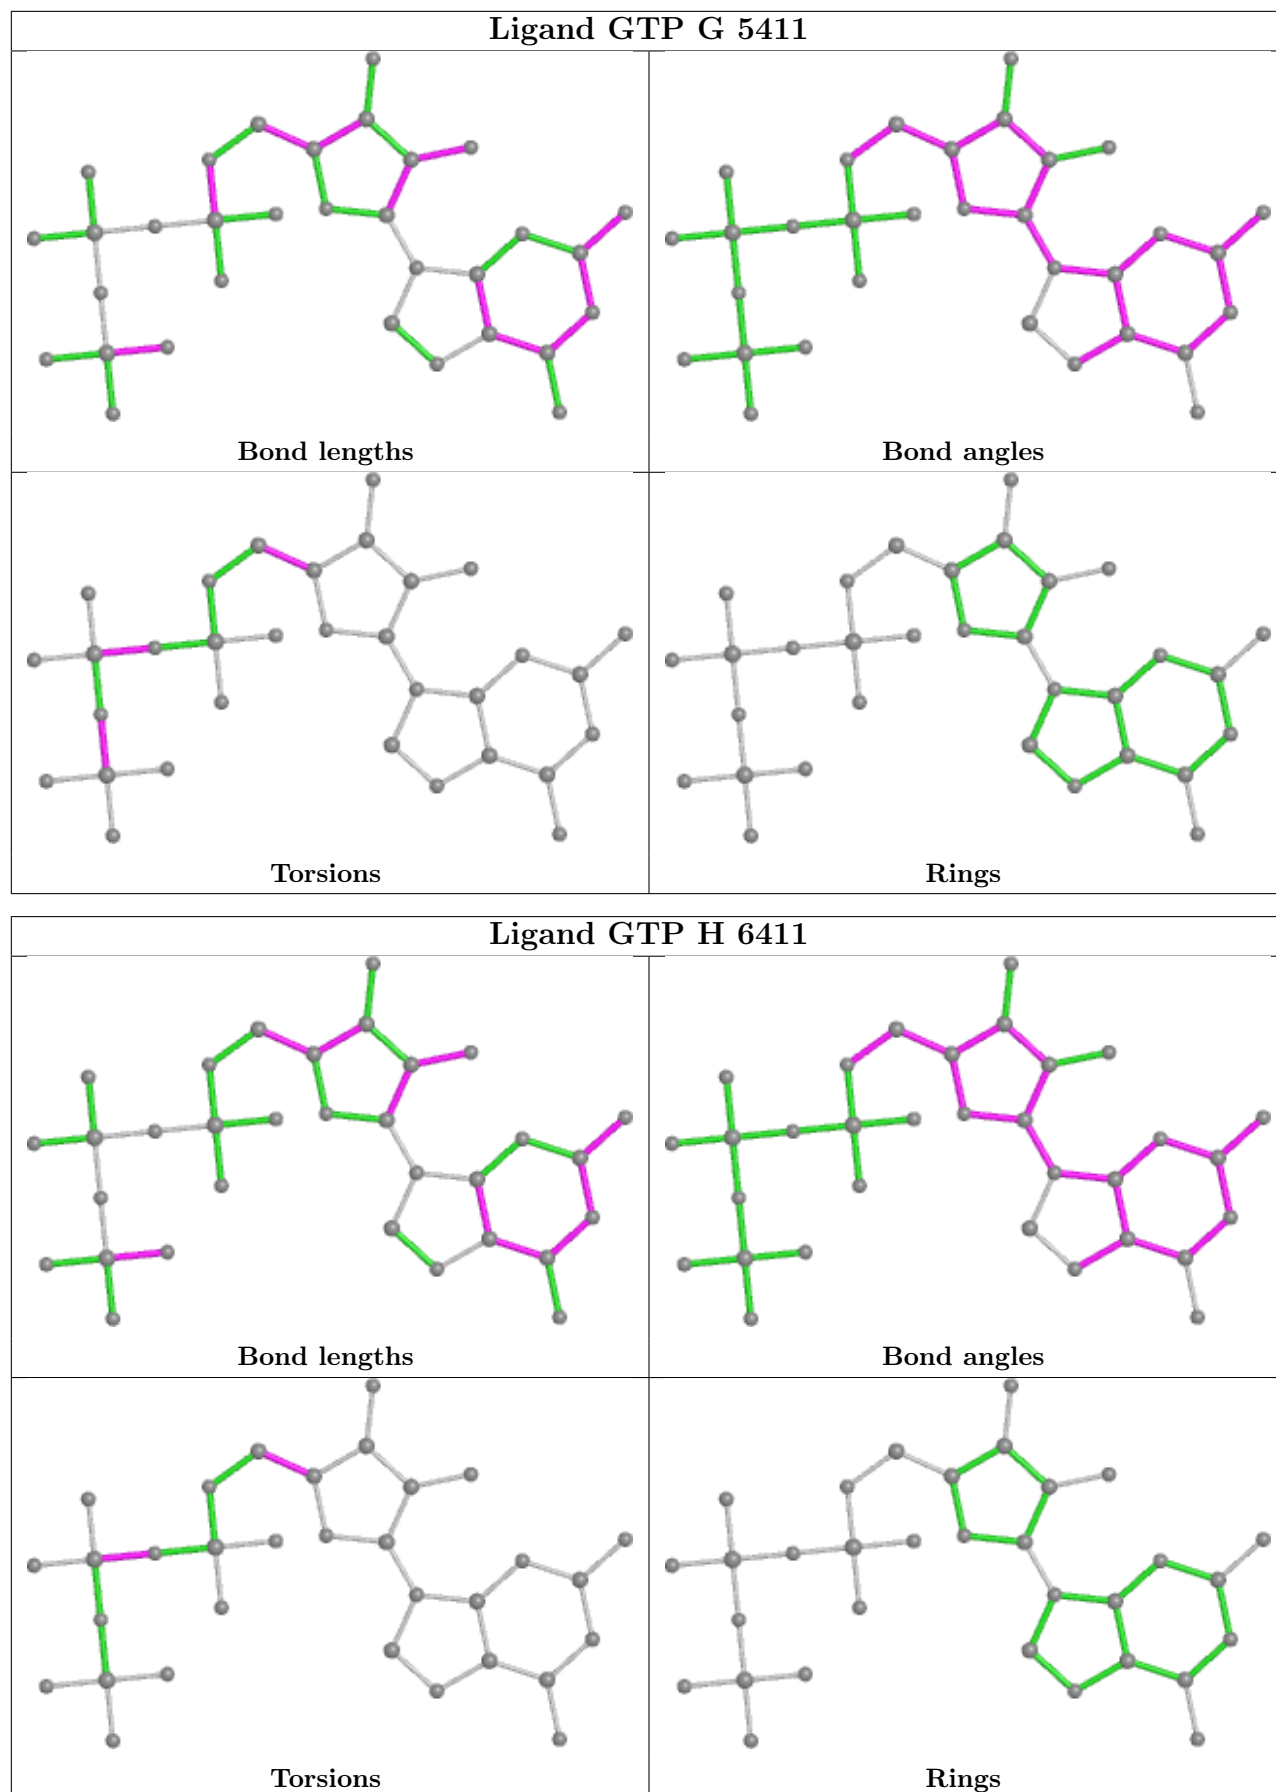 Ligand GTP G 5411
Bond lengths
Bond angles
Torsions
Rings
Ligand GTP H 6411
Bond lengths
Bond angles
Torsions
Rings